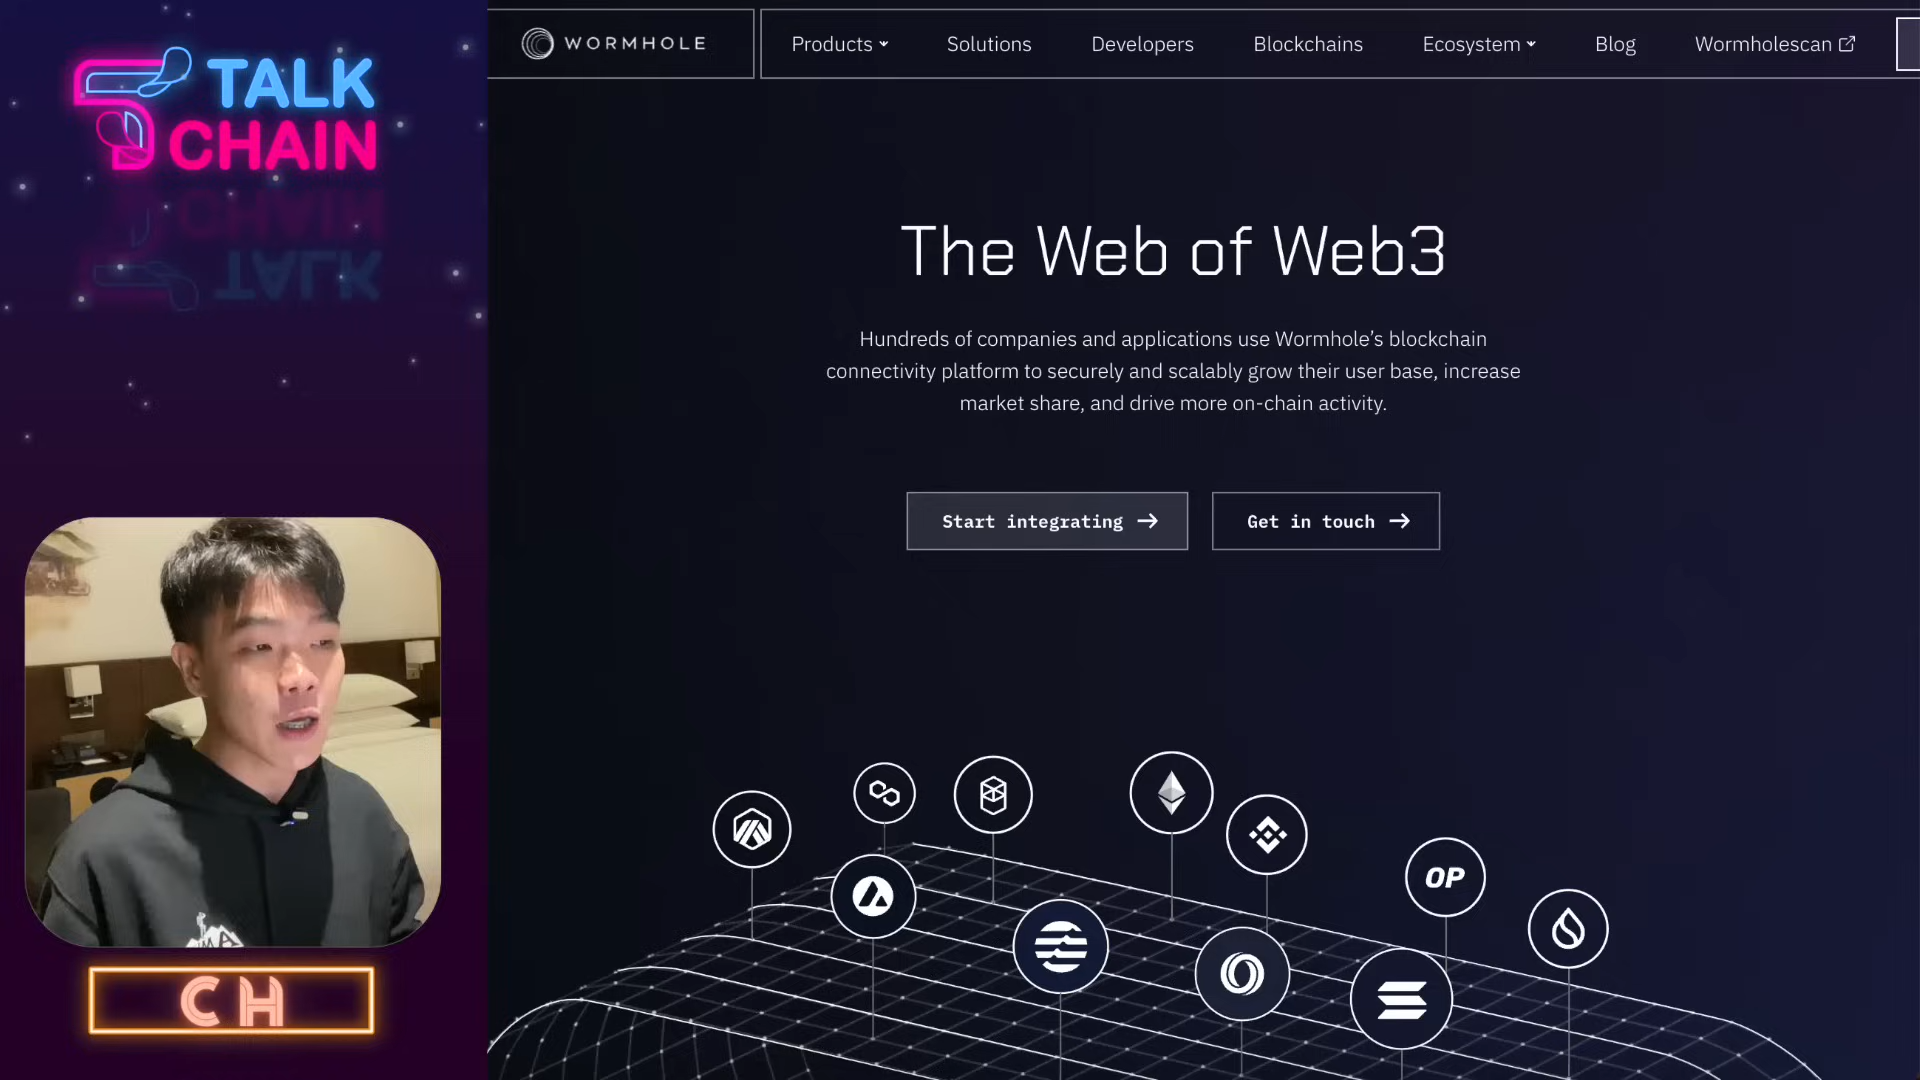 TALK
CHAIN
WORMHOLE
Products
Solutions
Developers
Blockchains
Ecosystem
Blog
Wormholescan
The Web of Web3
Hundreds of companies and applications use Wormhole’s blockchain
connectivity platform to securely and scalably grow their user base, increase
market share, and drive more on-chain activity.
Start integrating
Get in touch
OP
CH